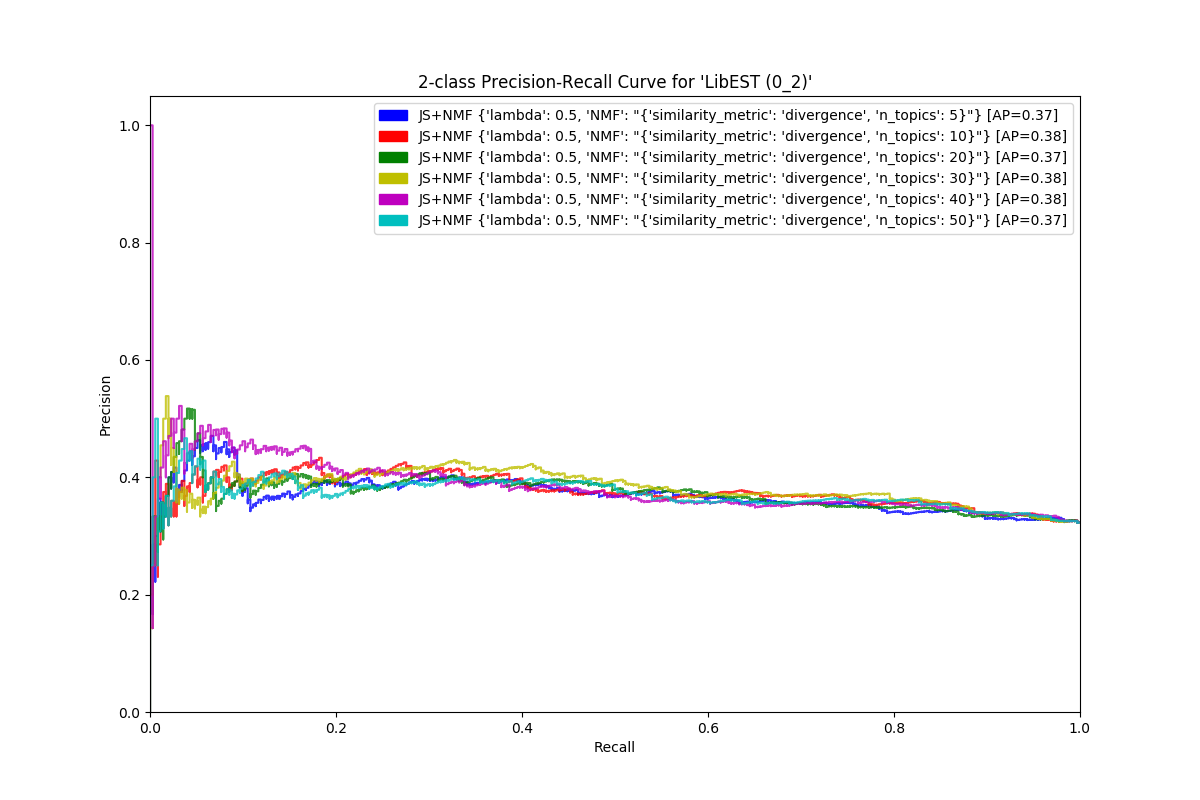 2-class Precision-Recall Curve for 'LibEST (0_2)'
JS+NMF {'lambda': 0.5, 'NMF': "{'similarity_metric': 'divergence', 'n_topics': 5}"} [AP=0.37]
JS+NMF {'lambda': 0.5, 'NMF': "{'similarity_metric': 'divergence', 'n_topics': 10}"} [AP=0.38]
JS+NMF {'lambda': 0.5, 'NMF': "{'similarity_metric': 'divergence', 'n_topics': 20}"} [AP=0.37]
JS+NMF {'lambda': 0.5, 'NMF': "{'similarity_metric': 'divergence', 'n_topics': 30}"} [AP=0.38]
JS+NMF {'lambda': 0.5, 'NMF': "{'similarity_metric': 'divergence', 'n_topics': 40}"} [AP=0.38]
JS+NMF {'lambda': 0.5, 'NMF': "{'similarity_metric': 'divergence', 'n_topics': 50}"} [AP=0.37]
1.0
0.8
0.6
0.4
0.2
0.0
Precision
0.0 0.2 0.4 0.6 0.8 1.0
Recall